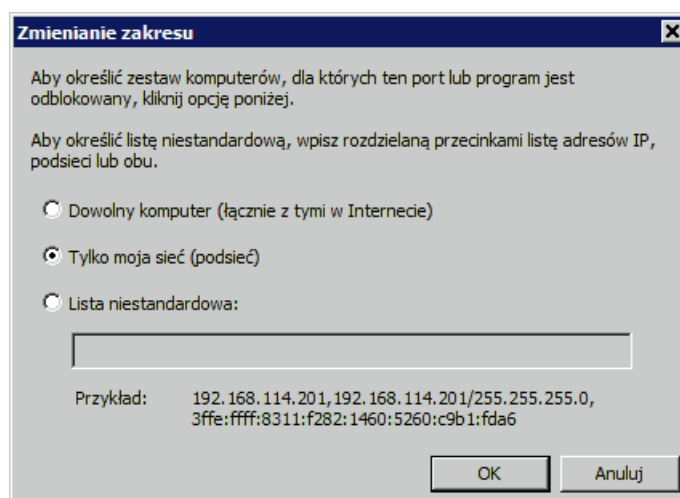 Zmienianie zakresu
Aby określić zestaw komputerów, dla których ten port lub program jest
odblokowany, kliknij opcję poniżej.
Aby określić listę niestandardową, wpisz rozdzielaną przecinkami listę adresów IP,
podsieci lub obu.
Dowolny komputer (łącznie z tymi w Internecie)
Tylko moja sieć (podsieć)
Lista niestandardowa:
Przykład: 192.168.114.201,192.168.114.201/255.255.255.0,
3ffe:ffff:8311:f282:1460:5260:c9b1:fda6
OK Anuluj